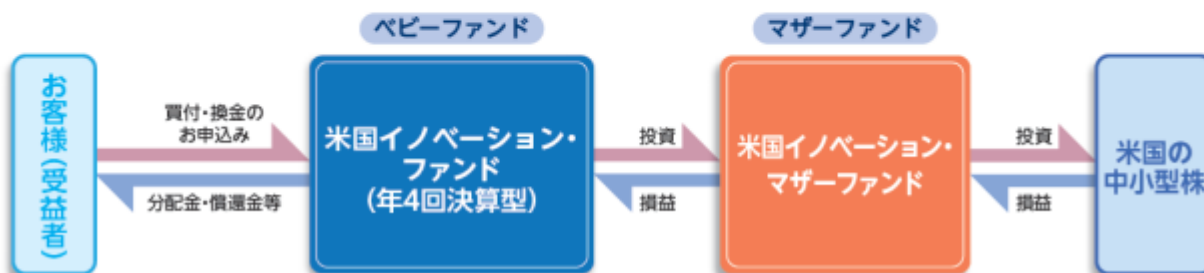 ベビーファンド
マザーファンド
お客様(受益者)
買付・換金の
お申込み
分配金・償還金等
米国イノベーション・
ファンド
(年4回決算型)
投資
損益
米国イノベーション・
マザーファンド
投資
損益
米国の
中小型株